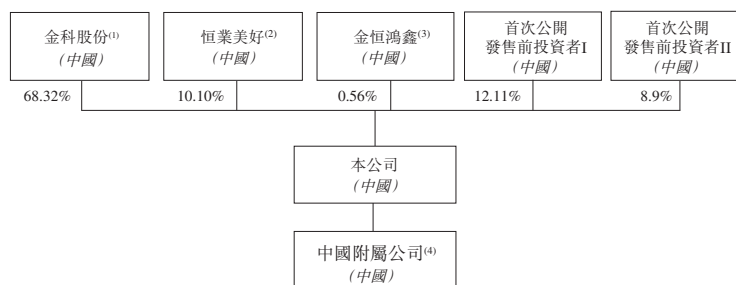 金科股份(1)
(中國)
恒業美好(2)
(中國)
金恒鴻鑫(3)
(中國)
首次公開
發售前投資者I
(中國)
首次公開
發售前投資者II
(中國)
68.32%
10.10%
0.56%
12.11%
8.9%
本公司
(中國)
中國附屬公司(4)
(中國)